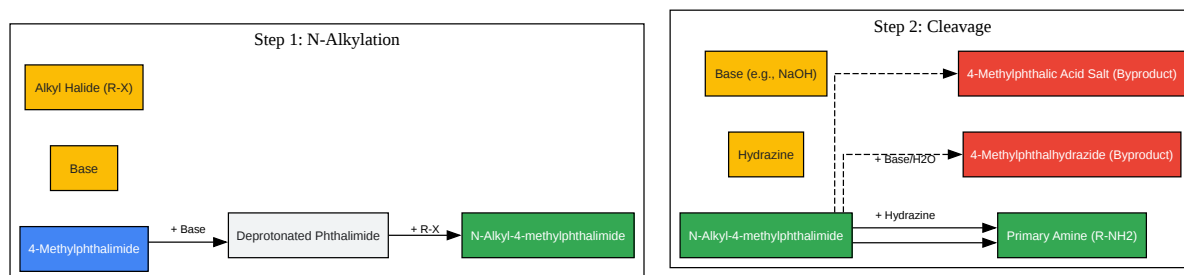 Step 1: N-Alkylation
Alkyl Halide (R-X)
Base
4-Methylphthalimide
+ Base
Deprotonated Phthalimide
+ R-X
N-Alkyl-4-methylphthalimide
Step 2: Cleavage
Base (e.g., NaOH)
4-Methylphthalic Acid Salt (Byproduct)
Hydrazine
+ Base/H2O
4-Methylphthalhydrazide (Byproduct)
N-Alkyl-4-methylphthalimide
+ Hydrazine
Primary Amine (R-NH2)